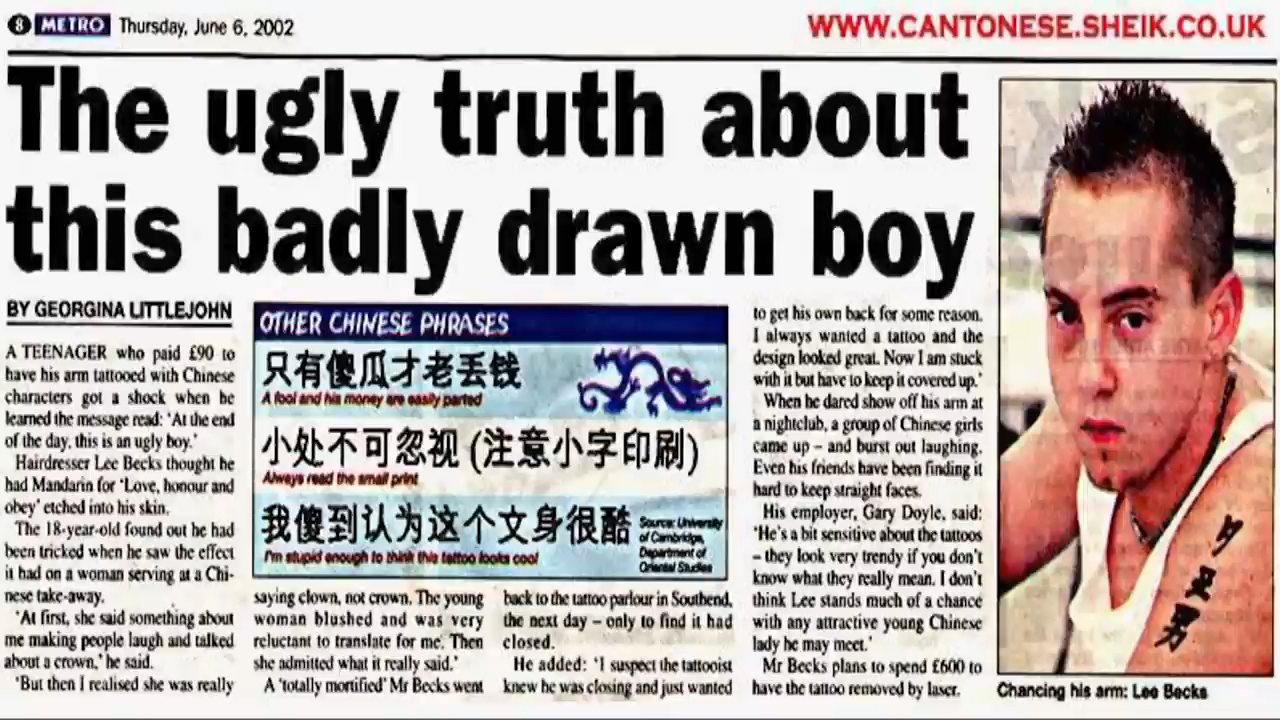 8 METRO Thursday, June 6, 2002
WWW.CANTONESE.SHEIK.CO.UK
The ugly truth about
this badly drawn boy
BY GEORGINA LITTLEJOHN
A TEENAGER who paid £90 to
have his arm tattooed with Chinese
characters got a shock when he
learned the message read: 'At the end
of the day, this is an ugly boy.'
Hairdresser Lee Becks thought he
had Mandarin for 'Love, honour and
obey' etched into his skin.
The 18-year-old found out he had
been tricked when he saw the effect
it had on a woman serving at a Chi-
nese take-away.
'At first, she said something about
me making people laugh and talked
about a crown,' he said.
'But then I realised she was really
OTHER CHINESE PHRASES
只有傻瓜才老丢钱
A fool and his money are easily parted
小处不可忽视 (注意小字印刷)
Always read the small print
我傻到认为这个文身很酷
I'm stupid enough to think this tattoo looks cool
Source: University
of Cambridge,
Department of
Oriental Studies
saying clown, not crown. The young
woman blushed and was very
reluctant to translate for me. Then
she admitted what it really said.'
A 'totally mortified' Mr Becks went
back to the tattoo parlour in Southend,
the next day – only to find it had
closed.
He added: 'I suspect the tattooist
knew he was closing and just wanted
to get his own back for some reason.
I always wanted a tattoo and the
design looked great. Now I am stuck
with it but have to keep it covered up.'
When he dared show off his arm at
a nightclub, a group of Chinese girls
came up – and burst out laughing.
Even his friends have been finding it
hard to keep straight faces.
His employer, Gary Doyle, said:
'He's a bit sensitive about the tattoos
– they look very trendy if you don't
know what they really mean. I don't
think Lee stands much of a chance
with any attractive young Chinese
lady he may meet.'
Mr Becks plans to spend £600 to
have the tattoo removed by laser.
Chancing his arm: Lee Becks